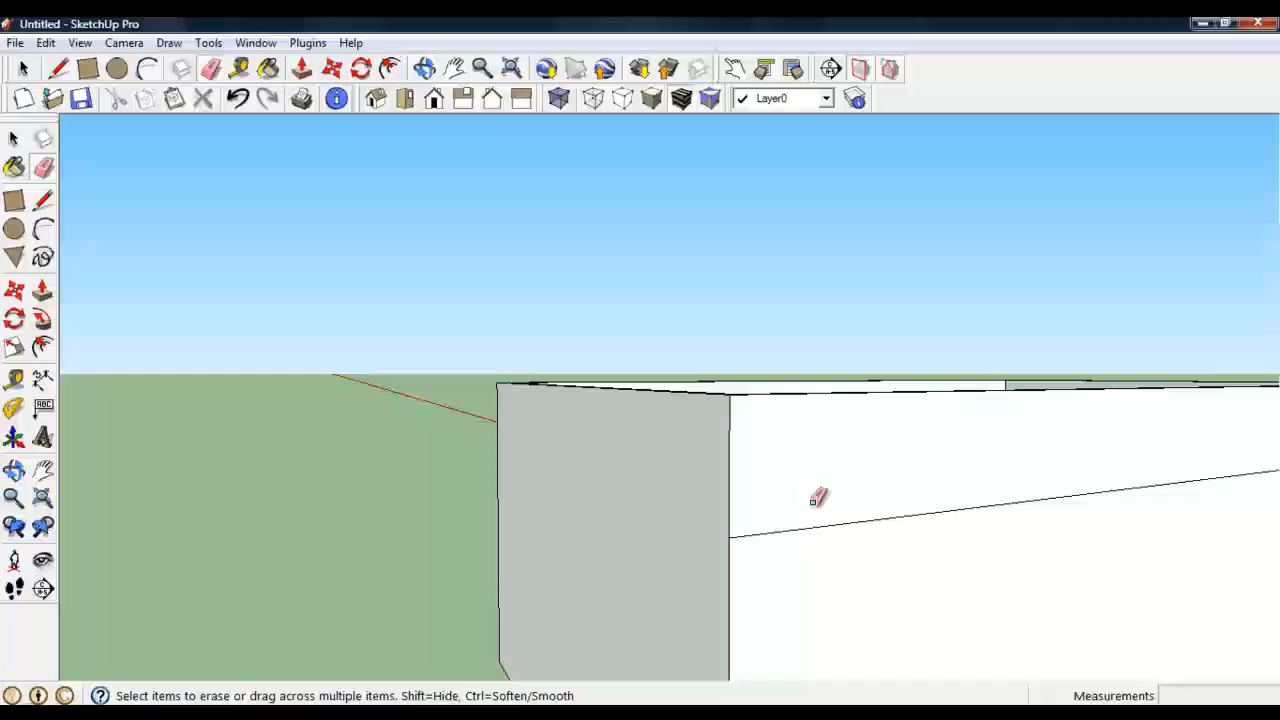 Untitled - SketchUp Pro
File Edit View Camera Draw Tools Window Plugins Help
Layer0
ABC
Select items to erase or drag across multiple items. Shift=Hide, Ctrl=Soften/Smooth
Measurements